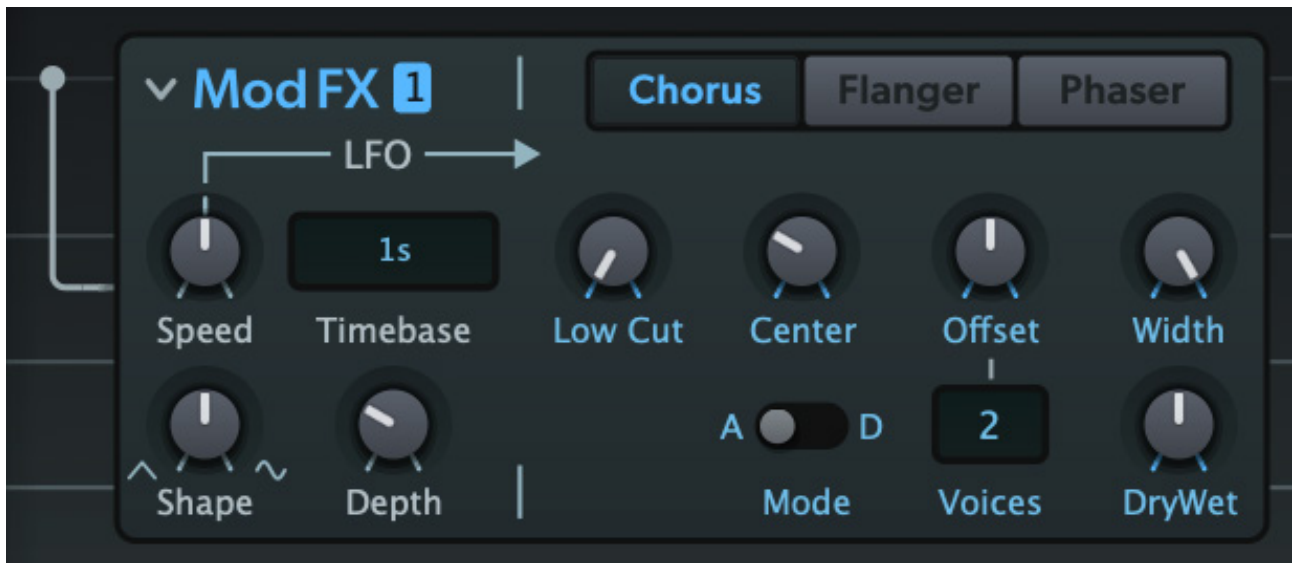 Mod FX 1
Chorus Flanger Phaser
LFO
1s
Speed Timebase Low Cut Center Offset Width
A D 2
Shape Depth Mode Voices DryWet